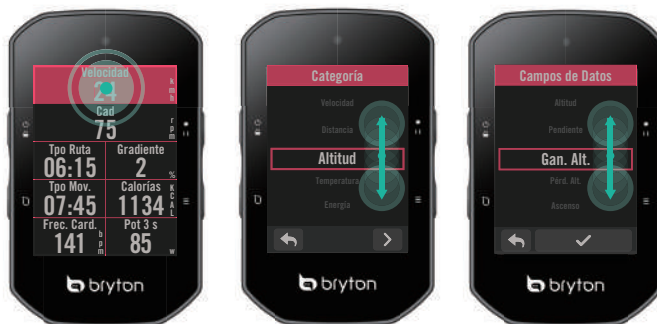 Velocidad
24
k
m
h
Cad
75
r
p
m
Tpo Ruta
Gradiente
06:15
2
%
Tpo Mov.
Calorías
07:45
1134
K
C
A
L
Frec. Card.
Pot 3 s
141
b
p
m
85
w
bryton
Categoría
Velocidad
Distancia
Altitud
Temperatura
Energía
bryton
Campos de Datos
Altitud
Pendiente
Gan. Alt.
Pérd. Alt.
Ascenso
bryton